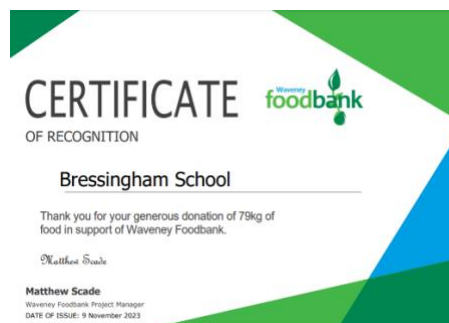 CERTIFICATE
OF RECOGNITION
Waveney
foodbank
Bressingham School
Thank you for your generous donation of 79kg of
food in support of Waveney Foodbank.
Matthew Scade
Matthew Scade
Waveney Foodbank Project Manager
DATE OF ISSUE: 9 November 2023